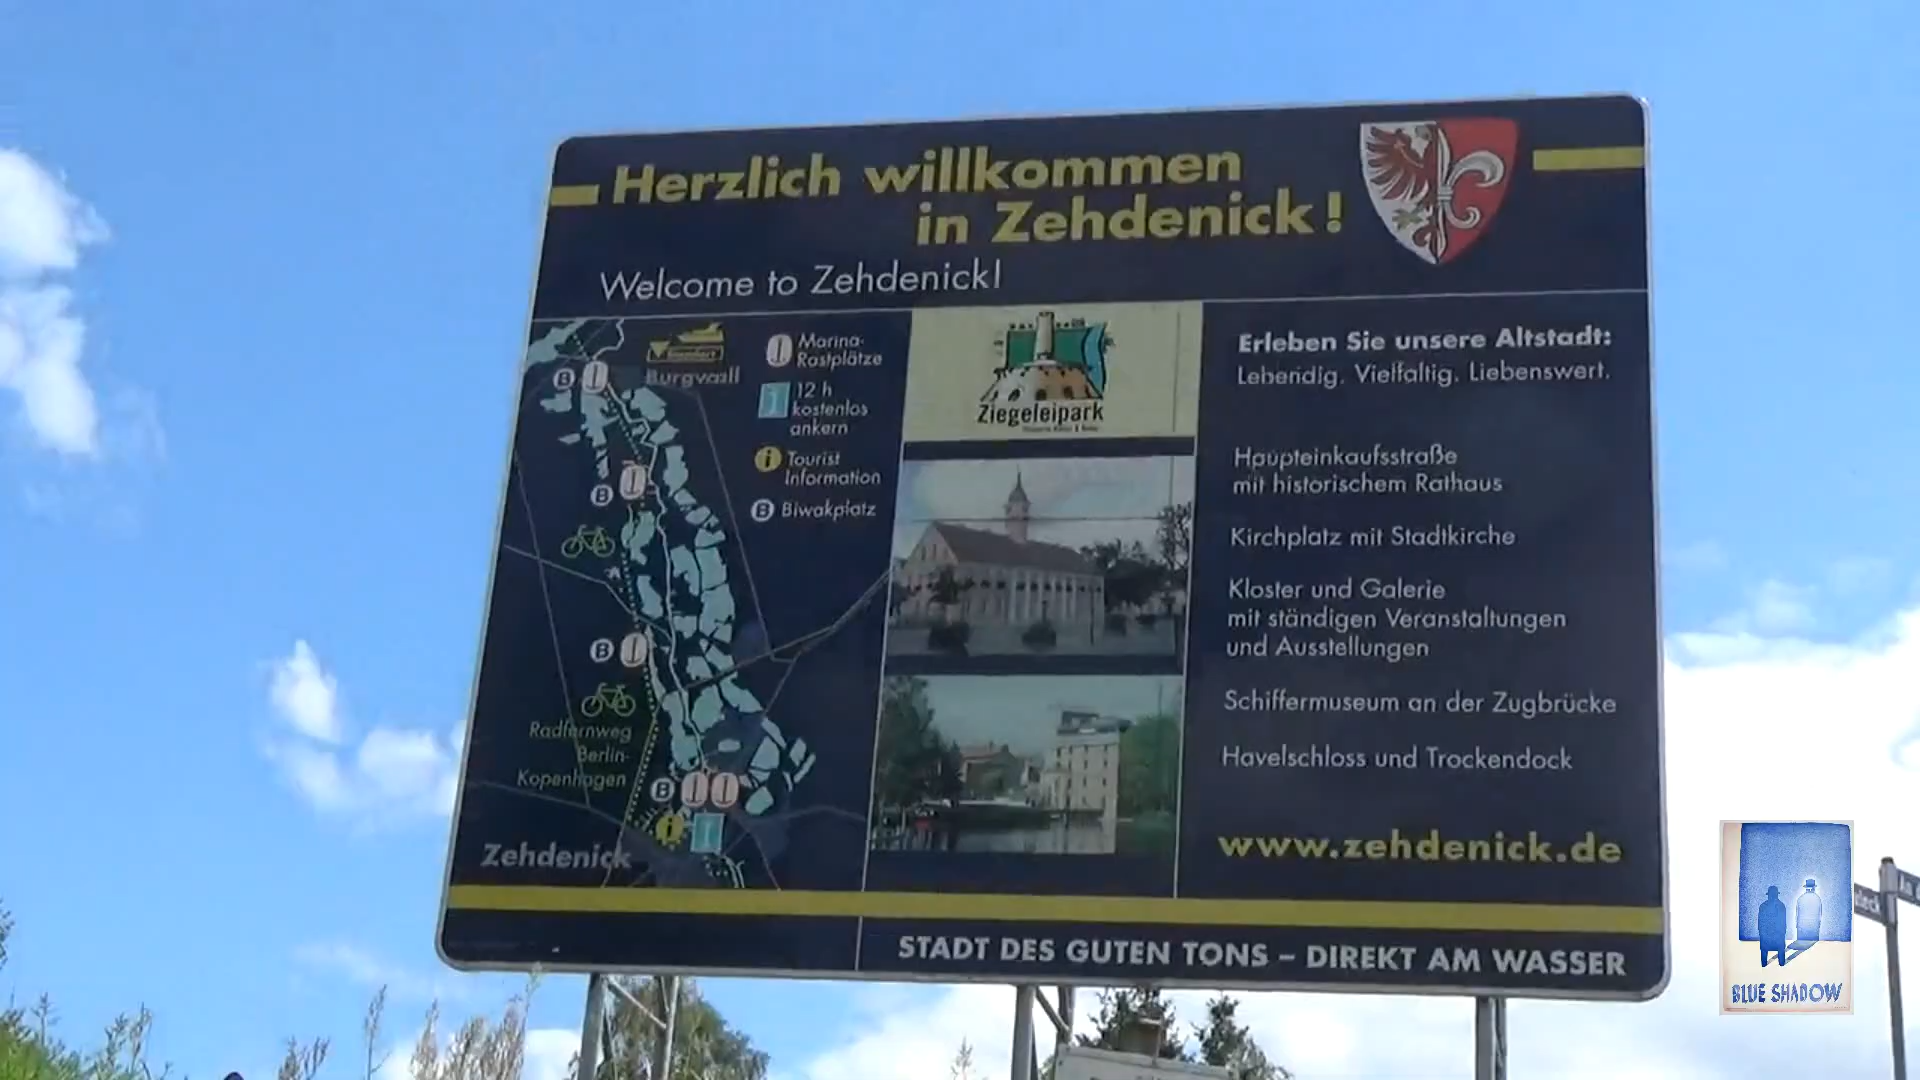 Herzlich willkommen
in Zehdenick!
Welcome to Zehdenick!
Burgwall
Marina-
Rastplätze
12 h
kostenlos
ankern
Tourist
Information
B Biwakplatz
B
B
B
Radfernweg
Berlin-
Kopenhagen
B
i
Zehdenick
Ziegeleipark
Erleben Sie unsere Altstadt:
Lebendig. Vielfältig. Liebenswert.
Haupteinkaufsstraße
mit historischem Rathaus
Kirchplatz mit Stadtkirche
Kloster und Galerie
mit ständigen Veranstaltungen
und Ausstellungen
Schiffermuseum an der Zugbrücke
Havelschloss und Trockendock
www.zehdenick.de
STADT DES GUTEN TONS – DIREKT AM WASSER
BLUE SHADOW